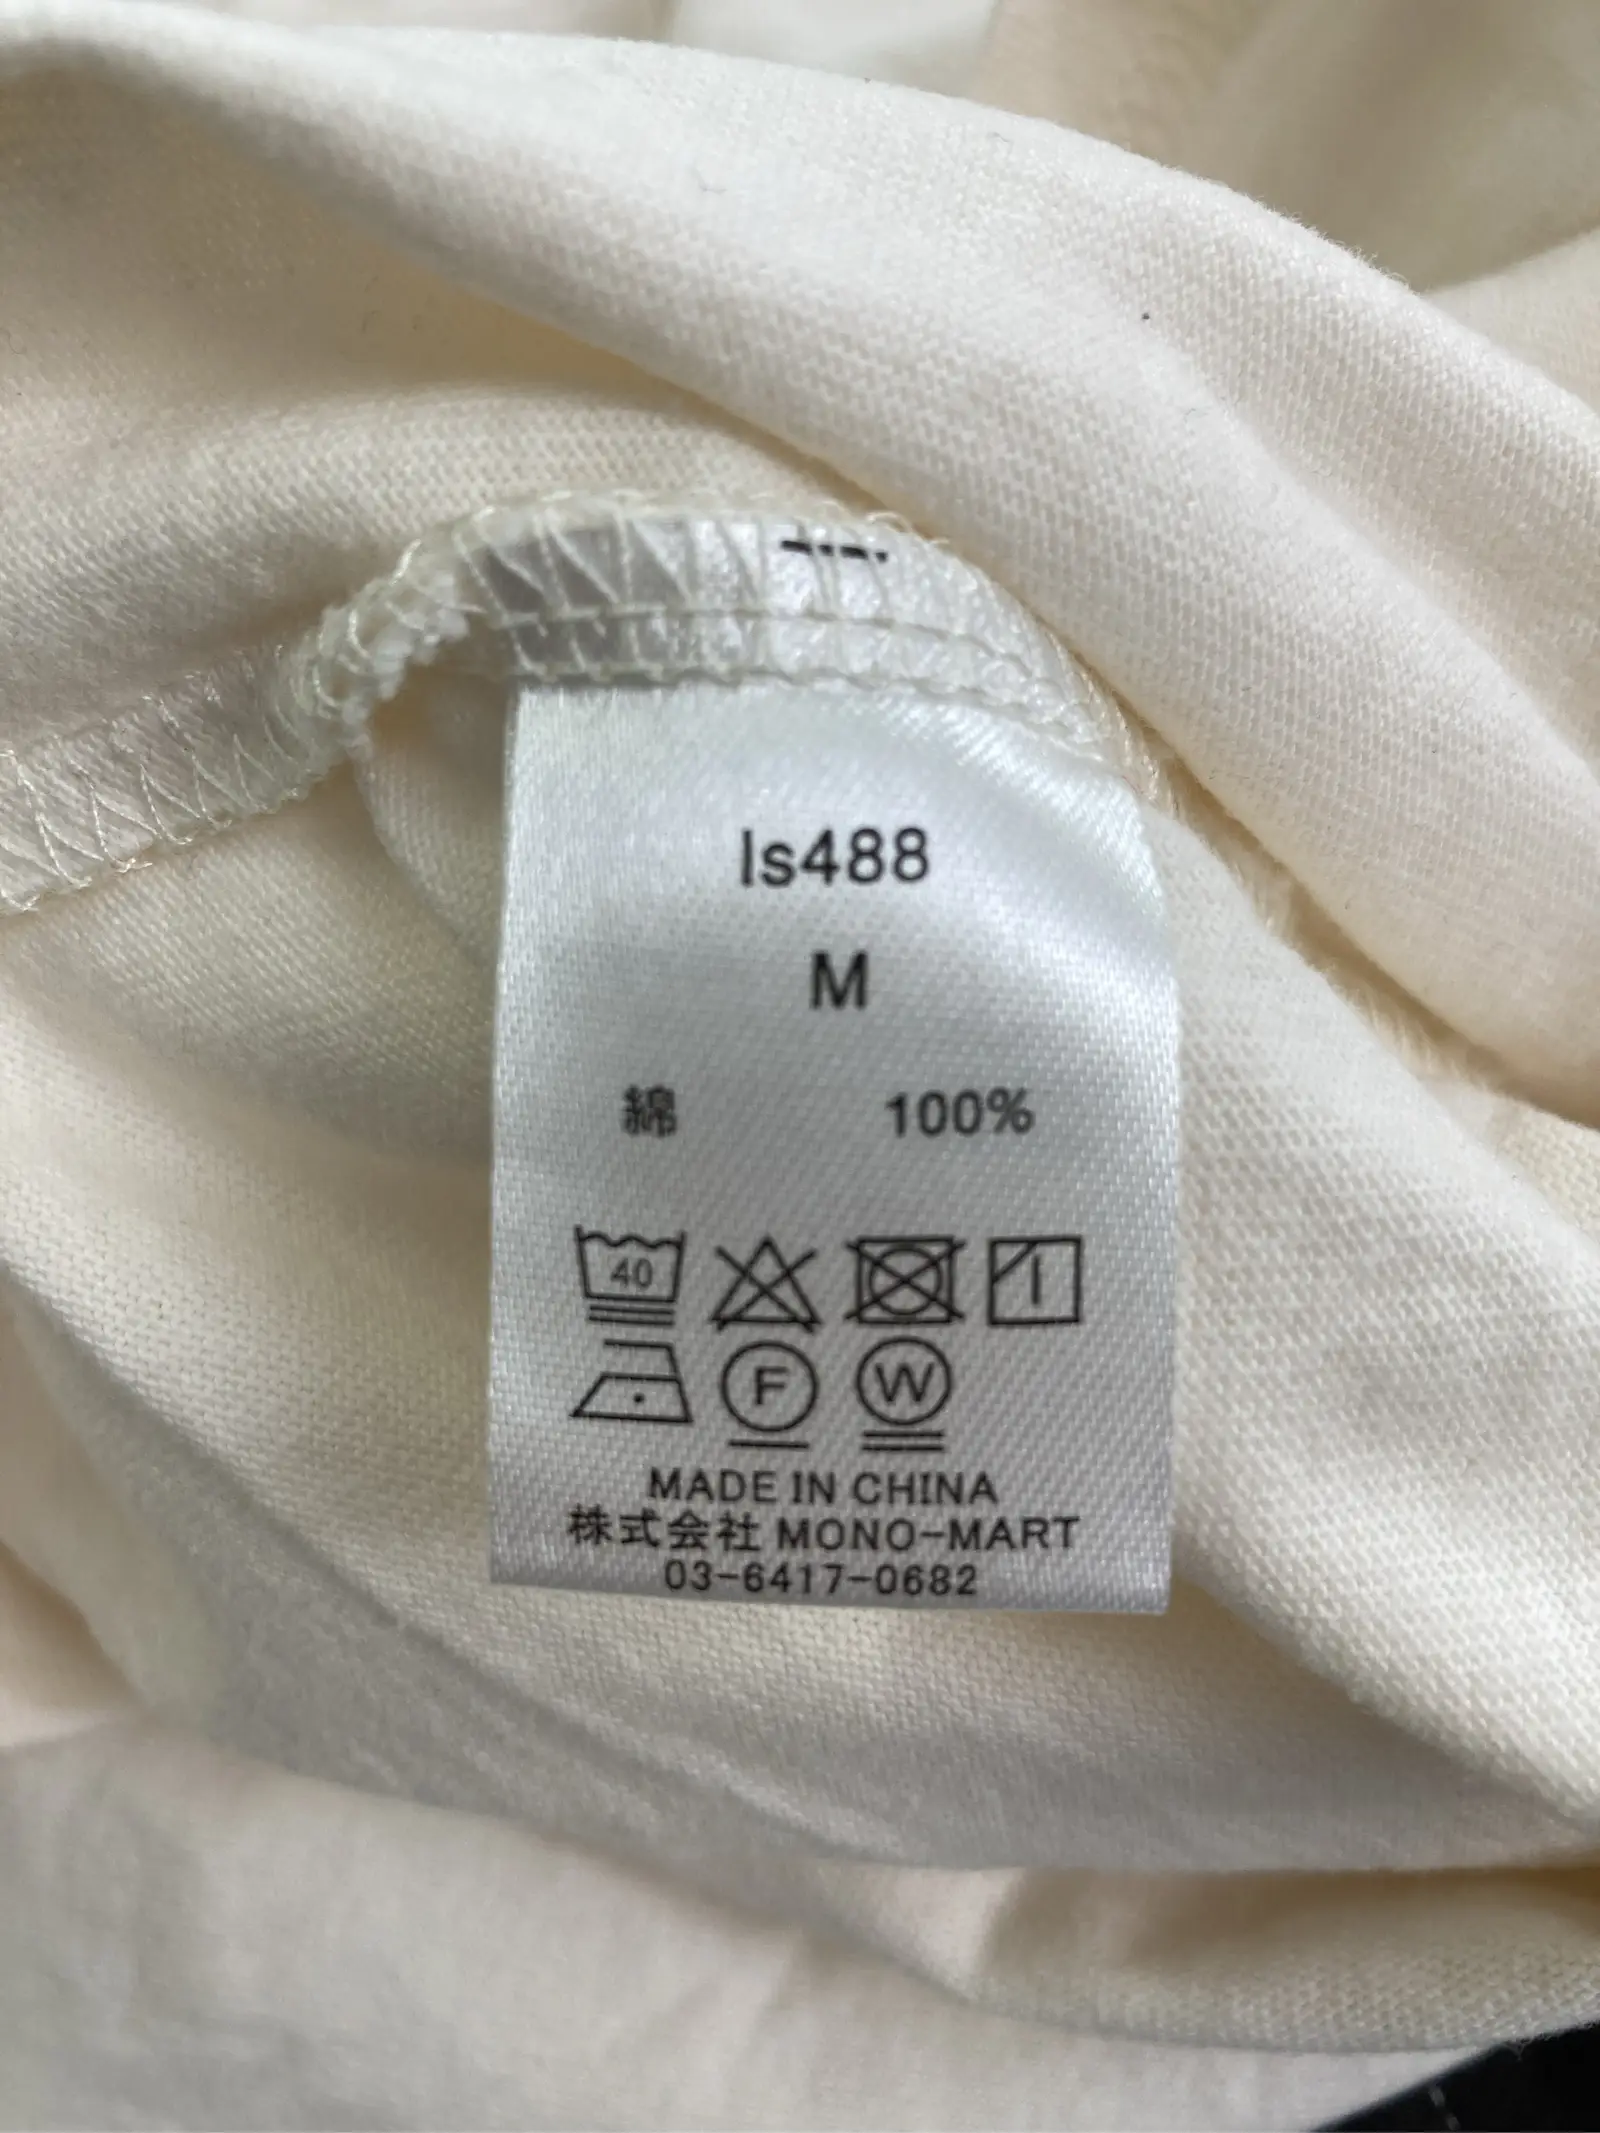 ls488
M
綿 100%
40
F W
MADE IN CHINA
株式会社 MONO-MART
03-6417-0682